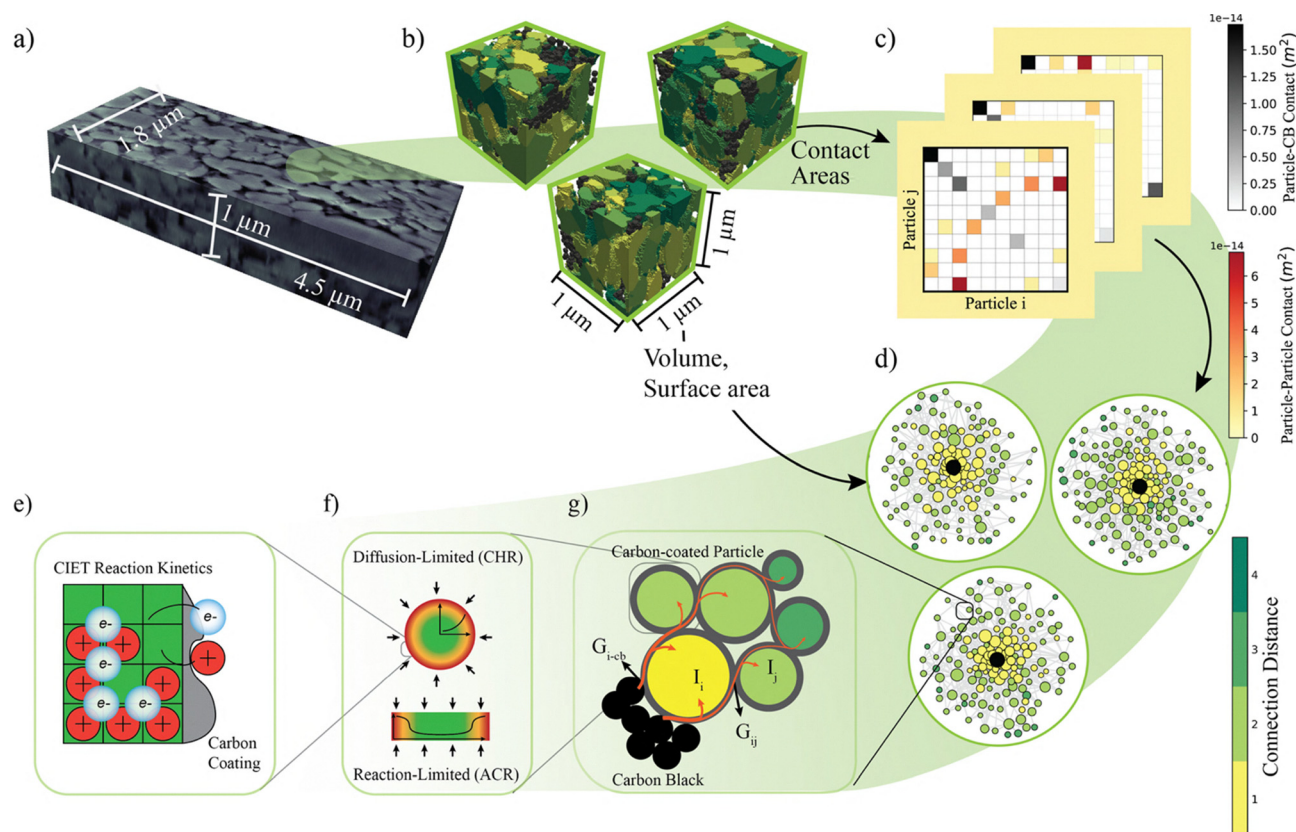 a)
1.8 µm
1 µm
4.5 µm
b)
1 µm
1 µm
1 µm
Contact
Areas
Volume,
Surface area
c)
Particle j
Particle i
1e-14
1.50
1.25
1.00
0.75
0.50
0.25
0.00
Particle-CB Contact (m²)
1e-14
6
5
4
3
2
1
0
Particle-Particle Contact (m²)
d)
e)
CIET Reaction Kinetics
e-
e-
+
+
+
e-
+
e-
e-
+
+
+
Carbon
Coating
f)
Diffusion-Limited (CHR)
Reaction-Limited (ACR)
g)
Carbon-coated Particle
G i-cb
I i
I j
G ij
Carbon Black
4
3
2
1
Connection Distance